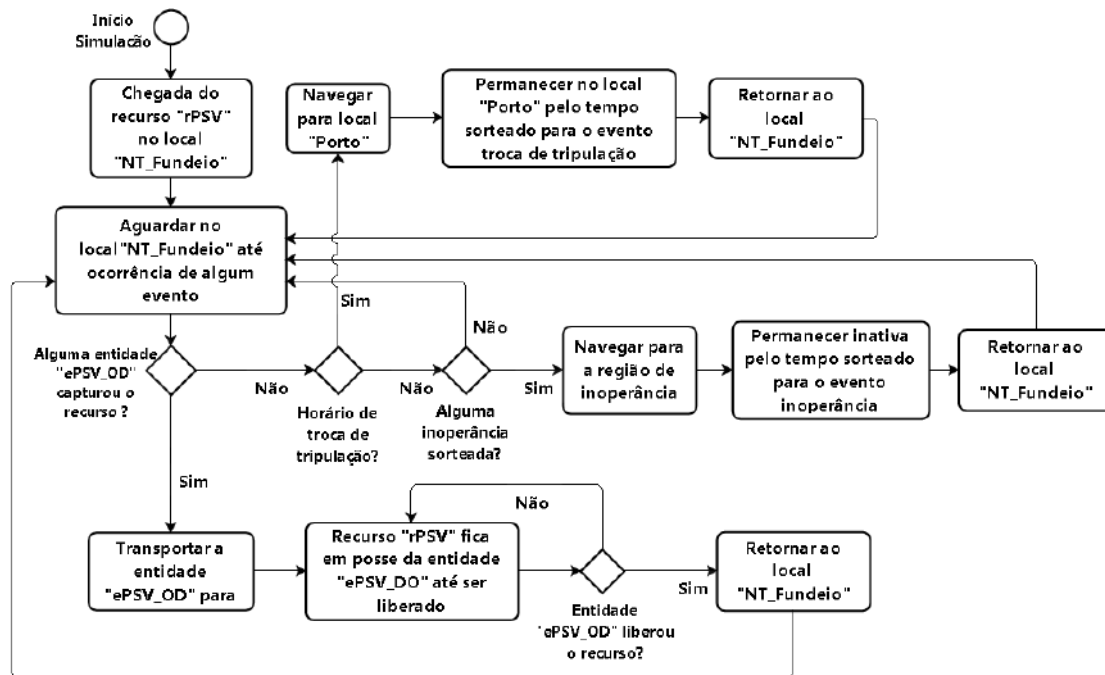 Início
Simulação
Chegada do
recurso "rPSV"
no local
"NT_Fundeio"
Navegar
para local
"Porto"
Permanecer no local
"Porto" pelo tempo
sorteado para o evento
troca de tripulação
Retornar ao
local
"NT_Fundeio"
Aguardar no
local "NT_Fundeio" até
ocorrência de algum
evento
Sim
Não
Alguma entidade
"ePSV_OD"
capturou o
recurso ?
Não
Horário de
troca de
tripulação?
Não
Alguma
inoperância
sorteada?
Sim
Navegar para
a região de
inoperância
Permanecer inativa
pelo tempo sorteado
para o evento
inoperância
Retornar ao
local
"NT_Fundeio"
Sim
Não
Transportar a
entidade
"ePSV_OD" para
Recurso "rPSV" fica
em posse da entidade
"ePSV_DO" até ser
liberado
Entidade
"ePSV_OD" liberou
o recurso?
Sim
Retornar ao
local
"NT_Fundeio"